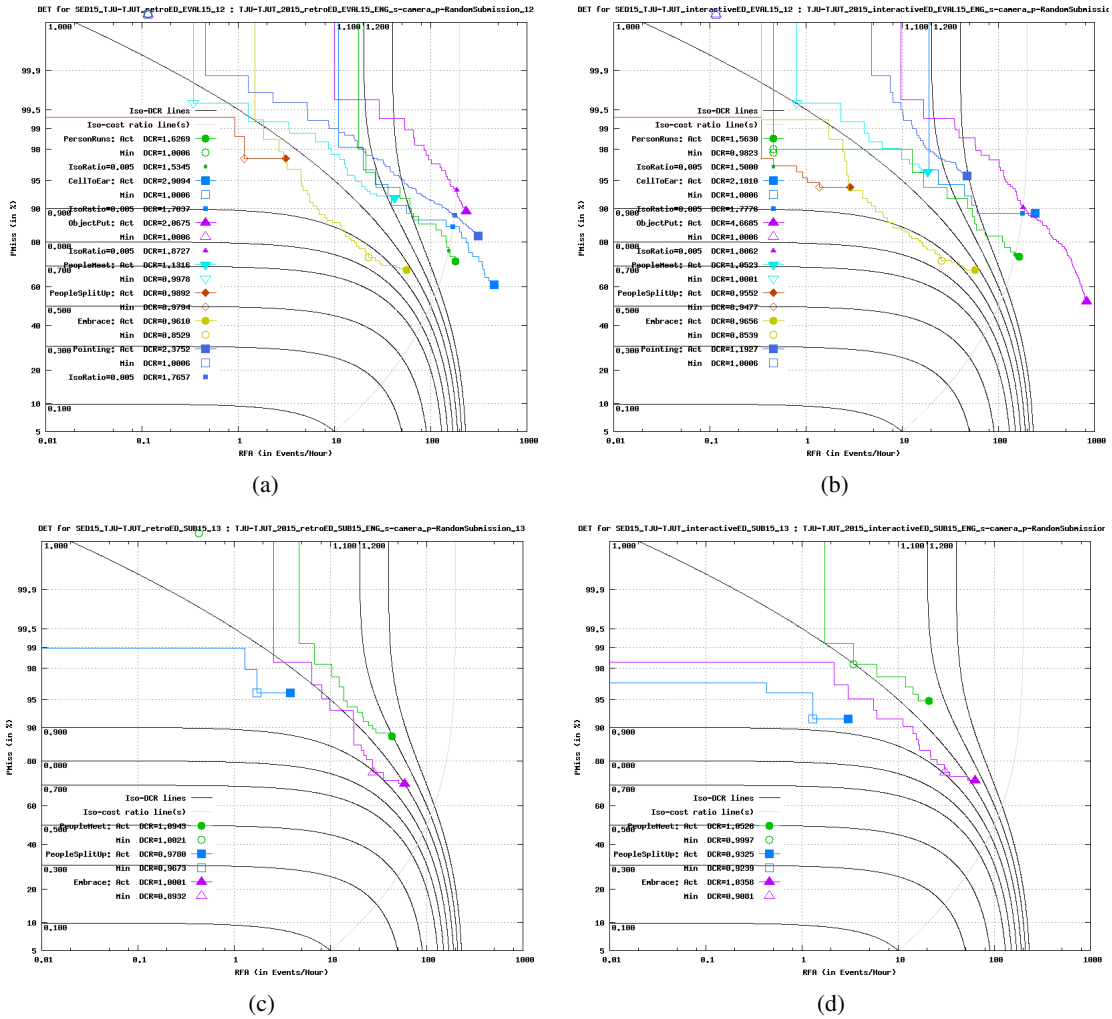 DET for SED15_TJU-TJUT_retroED_EVAL15_12 : TJU-TJUT_2015_retroED_EVAL15_ENG_s-camera_p-RandomSubmission_12
1.000
1.100 1.200
99.9
99.5
99
98
95
90
80
60
40
20
10
5
PMiss (in %)
Iso-DCR lines
Iso-cost ratio line(s)
PersonRuns: Act DCR=1.6269
Min DCR=1.0006
IsoRatio=0.005 DCR=1.5345
CellToEar: Act DCR=2.9894
Min DCR=1.0006
IsoRatio=0.005 DCR=1.7037
ObjectPut: Act DCR=2.0675
Min DCR=1.0006
IsoRatio=0.005 DCR=1.8727
PeopleMeet: Act DCR=1.1316
Min DCR=0.9978
PeopleSplitUp: Act DCR=0.9892
Min DCR=0.9794
Embrace: Act DCR=0.9610
Min DCR=0.8529
Pointing: Act DCR=2.3752
Min DCR=1.0006
IsoRatio=0.005 DCR=1.7657
0.900
0.800
0.700
0.500
0.300
0.100
0.01 0.1 1 10 100 1000
RFA (in Events/Hour)
(a)
DET for SED15_TJU-TJUT_interactiveED_EVAL15_12 : TJU-TJUT_2015_interactiveED_EVAL15_ENG_s-camera_p-RandomSubmissio
1.000
1.100 1.200
99.9
99.5
99
98
95
90
80
60
40
20
10
5
PMiss (in %)
Iso-DCR lines
Iso-cost ratio line(s)
PersonRuns: Act DCR=1.5630
Min DCR=0.9823
IsoRatio=0.005 DCR=1.5000
CellToEar: Act DCR=2.1010
Min DCR=1.0006
IsoRatio=0.005 DCR=1.7778
ObjectPut: Act DCR=4.6685
Min DCR=1.0006
IsoRatio=0.005 DCR=1.8062
PeopleMeet: Act DCR=1.0523
Min DCR=1.0001
PeopleSplitUp: Act DCR=0.9552
Min DCR=0.9477
Embrace: Act DCR=0.9656
Min DCR=0.8539
Pointing: Act DCR=1.1927
Min DCR=1.0006
0.900
0.800
0.700
0.500
0.300
0.100
0.01 0.1 1 10 100 1000
RFA (in Events/Hour)
(b)
DET for SED15_TJU-TJUT_retroED_SUB15_13 : TJU-TJUT_2015_retroED_SUB15_ENG_s-camera_p-RandomSubmission_13
1.000
1.100 1.200
99.9
99.5
99
98
95
90
80
60
40
20
10
5
PMiss (in %)
0.900
0.800
0.700
0.500
0.300
0.100
Iso-DCR lines
Iso-cost ratio line(s)
PeopleMeet: Act DCR=1.0943
Min DCR=1.0021
PeopleSplitUp: Act DCR=0.9780
Min DCR=0.9673
Embrace: Act DCR=1.0001
Min DCR=0.8932
0.01 0.1 1 10 100 1000
RFA (in Events/Hour)
(c)
DET for SED15_TJU-TJUT_interactiveED_SUB15_13 : TJU-TJUT_2015_interactiveED_SUB15_ENG_s-camera_p-RandomSubmission
1.000
1.100 1.200
99.9
99.5
99
98
95
90
80
60
40
20
10
5
PMiss (in %)
0.900
0.800
0.700
0.500
0.300
0.100
Iso-DCR lines
Iso-cost ratio line(s)
PeopleMeet: Act DCR=1.0526
Min DCR=0.9997
PeopleSplitUp: Act DCR=0.9325
Min DCR=0.9239
Embrace: Act DCR=1.0358
Min DCR=0.9001
0.01 0.1 1 10 100 1000
RFA (in Events/Hour)
(d)